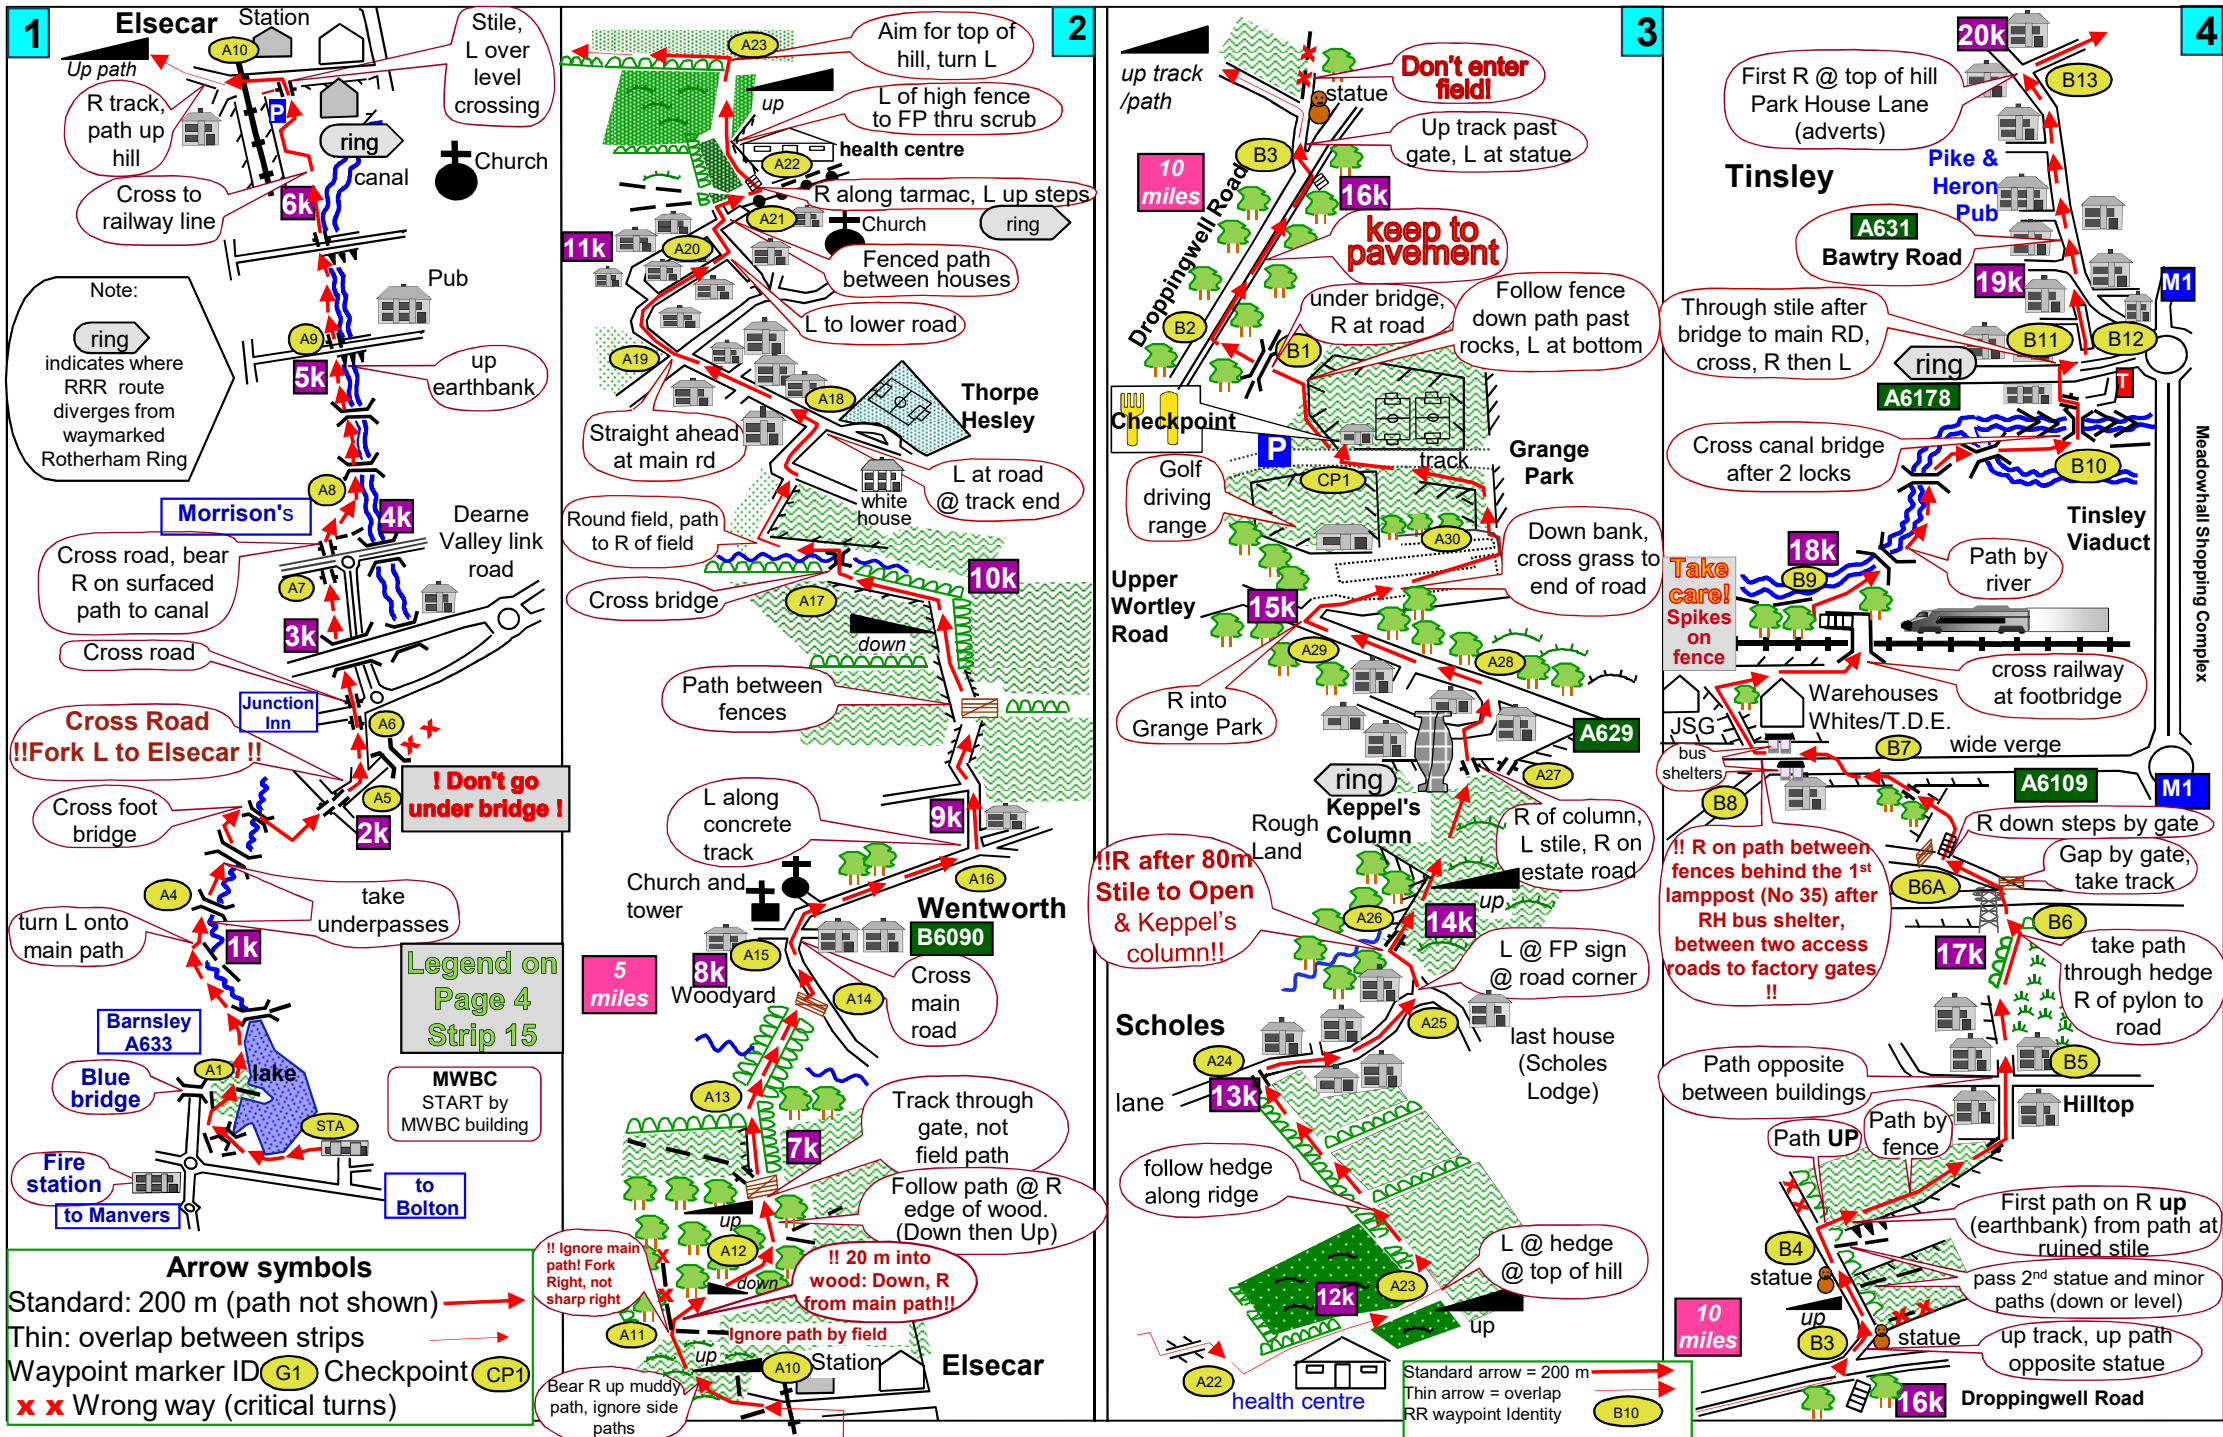 1
Elsecar
Station
A10
Up path
Stile,
L over
level
crossing
R track,
path up
hill
P
ring
canal
Church
Cross to
railway line
6k
Note:
ring
indicates where
RRR route
diverges from
waymarked
Rotherham Ring
Pub
A9
5k
up
earthbank
A8
Morrison's
4k
Dearne
Valley link
road
Cross road, bear
R on surfaced
path to canal
A7
3k
Cross road
Junction
Inn
A6
Cross Road
!!Fork L to Elsecar !!
x x
! Don't go
under bridge !
A5
Cross foot
bridge
2k
A4
take
underpasses
turn L onto
main path
1k
Legend on
Page 4
Strip 15
Barnsley
A633
Blue
bridge
A1
lake
MWBC
START by
MWBC building
STA
Fire
station
to Manvers
to
Bolton
Arrow symbols
Standard: 200 m (path not shown)
Thin: overlap between strips
Waypoint marker ID G1 Checkpoint CP1
x x Wrong way (critical turns)
2
A23
Aim for top of
hill, turn L
up
L of high fence
to FP thru scrub
health centre
A22
R along tarmac, L up steps
A21
Church
ring
11k
A20
Fenced path
between houses
L to lower road
A19
Thorpe
Hesley
A18
Straight ahead
at main rd
L at road
@ track end
white
house
Round field, path
to R of field
10k
Cross bridge
A17
down
Path between
fences
L along
concrete
track
9k
Church and
tower
A16
Wentworth
B6090
5
miles
8k
A15
Woodyard
A14
Cross
main
road
A13
7k
Track through
gate, not
field path
Follow path @ R
edge of wood.
(Down then Up)
up
!! Ignore main
path! Fork
Right, not
sharp right
x
x
A12
down
!! 20 m into
wood: Down, R
from main path!!
A11
Ignore path by field
up
A10
Station
Elsecar
Bear R up muddy
path, ignore side
paths
3
up track
/path
x
x
Don't enter
field!
statue
Up track past
gate, L at statue
B3
10
miles
16k
Droppingwell Road
keep to
pavement
B2
under bridge,
R at road
Follow fence
down path past
rocks, L at bottom
B1
Checkpoint
P
track
Grange
Park
Golf
driving
range
CP1
A30
Down bank,
cross grass to
end of road
Upper
Wortley
Road
15k
A29
A28
R into
Grange Park
A629
ring
A27
Keppel's
Column
Rough
Land
R of column,
L stile, R on
estate road
!!R after 80m
Stile to Open
& Keppel's
column!!
up
A26
14k
L @ FP sign
@ road corner
Scholes
A25
last house
(Scholes
Lodge)
A24
13k
lane
follow hedge
along ridge
L @ hedge
@ top of hill
A23
12k
up
A22
health centre
Standard arrow = 200 m
Thin arrow = overlap
RR waypoint Identity
B10
4
20k
First R @ top of hill
Park House Lane
(adverts)
B13
Tinsley
Pike &
Heron
Pub
A631
Bawtry Road
19k
M1
Through stile after
bridge to main RD,
cross, R then L
B11
B12
ring
T
A6178
Cross canal bridge
after 2 locks
B10
Meadowhall Shopping Complex
Tinsley
Viaduct
18k
Path by
river
B9
Take
care!
Spikes
on
fence
cross railway
at footbridge
JSG
Warehouses
Whites/T.D.E.
bus
shelters
B7
wide verge
B8
A6109
M1
R down steps by gate
!! R on path between
fences behind the 1st
lamppost (No 35) after
RH bus shelter,
between two access
roads to factory gates
!!
Gap by gate,
take track
B6A
B6
17k
take path
through hedge
R of pylon to
road
Path opposite
between buildings
B5
Hilltop
Path UP
Path by
fence
x
x
First path on R up
(earthbank) from path at
ruined stile
B4
statue
pass 2nd statue and minor
paths (down or level)
x x
10
miles
up
B3
statue
up track, up path
opposite statue
16k
Droppingwell Road